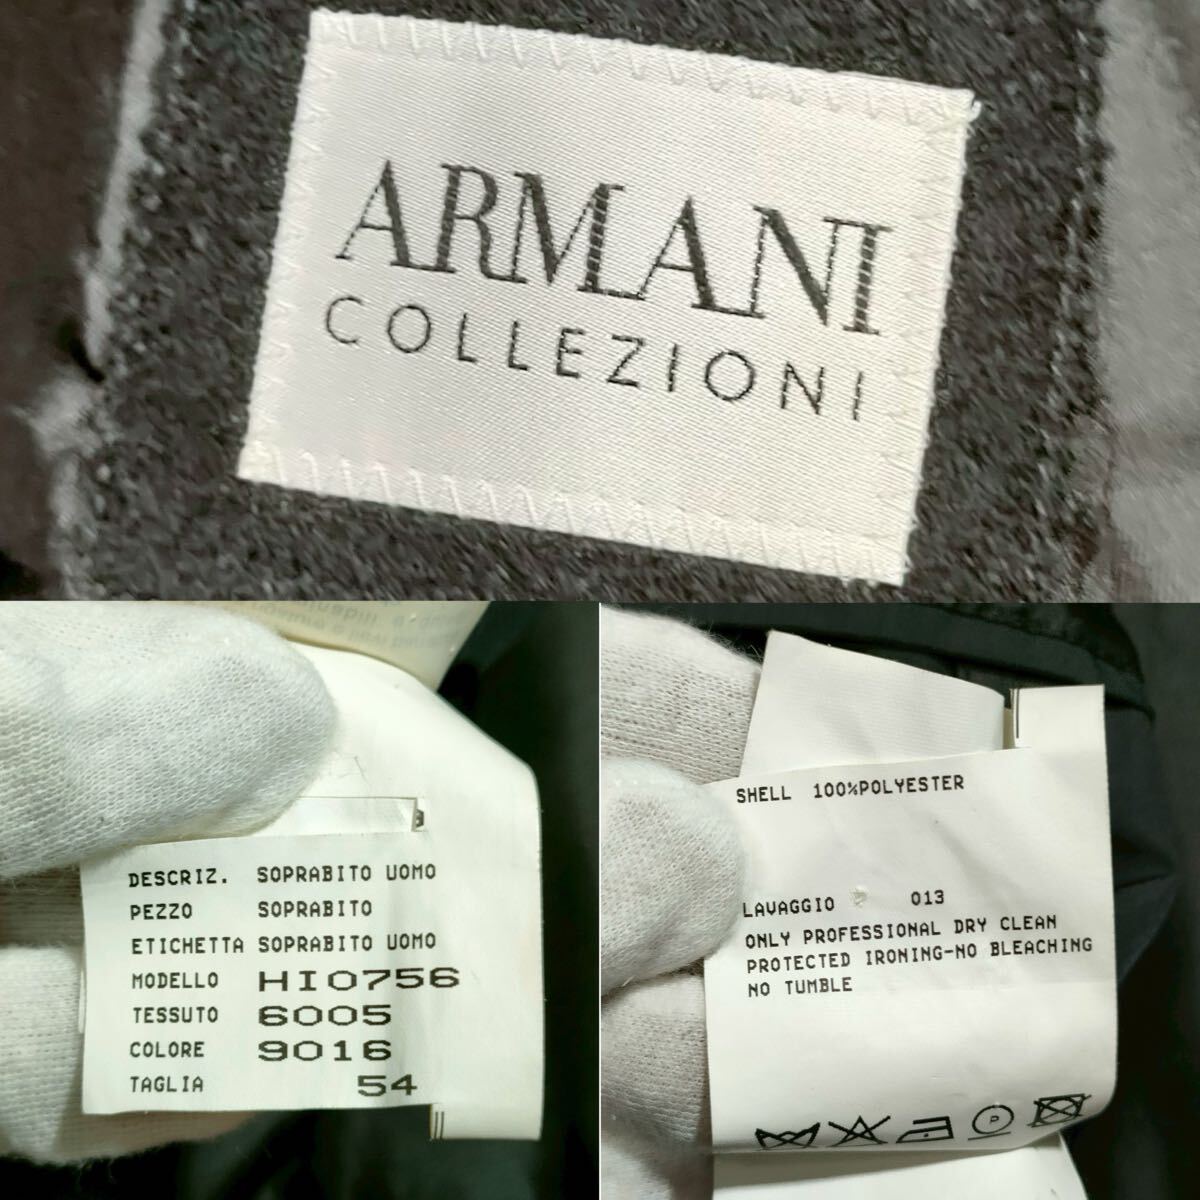 ARMANI
COLLEZIONI
DESCRIZ. SOPRABITO UOMO
PEZZO SOPRABITO
ETICHETTA SOPRABITO UOMO
MODELLO HI0756
TESSUTO 6005
COLORE 9016
TAGLIA 54
SHELL 100%POLYESTER
LAVAGGIO 013
ONLY PROFESSIONAL DRY CLEAN
PROTECTED IRONING-NO BLEACHING
NO TUMBLE
P